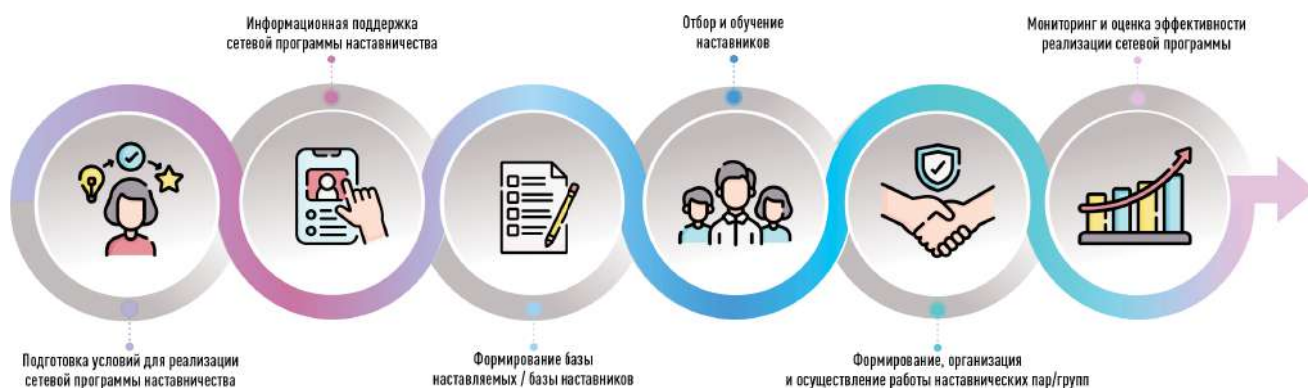 Информационная поддержка
сетевой программы наставничества
Отбор и обучение
наставников
Мониторинг и оценка эффективности
реализации сетевой программы
Подготовка условий для реализации
сетевой программы наставничества
Формирование базы
наставляемых / базы наставников
Формирование, организация
и осуществление работы наставнических пар/групп